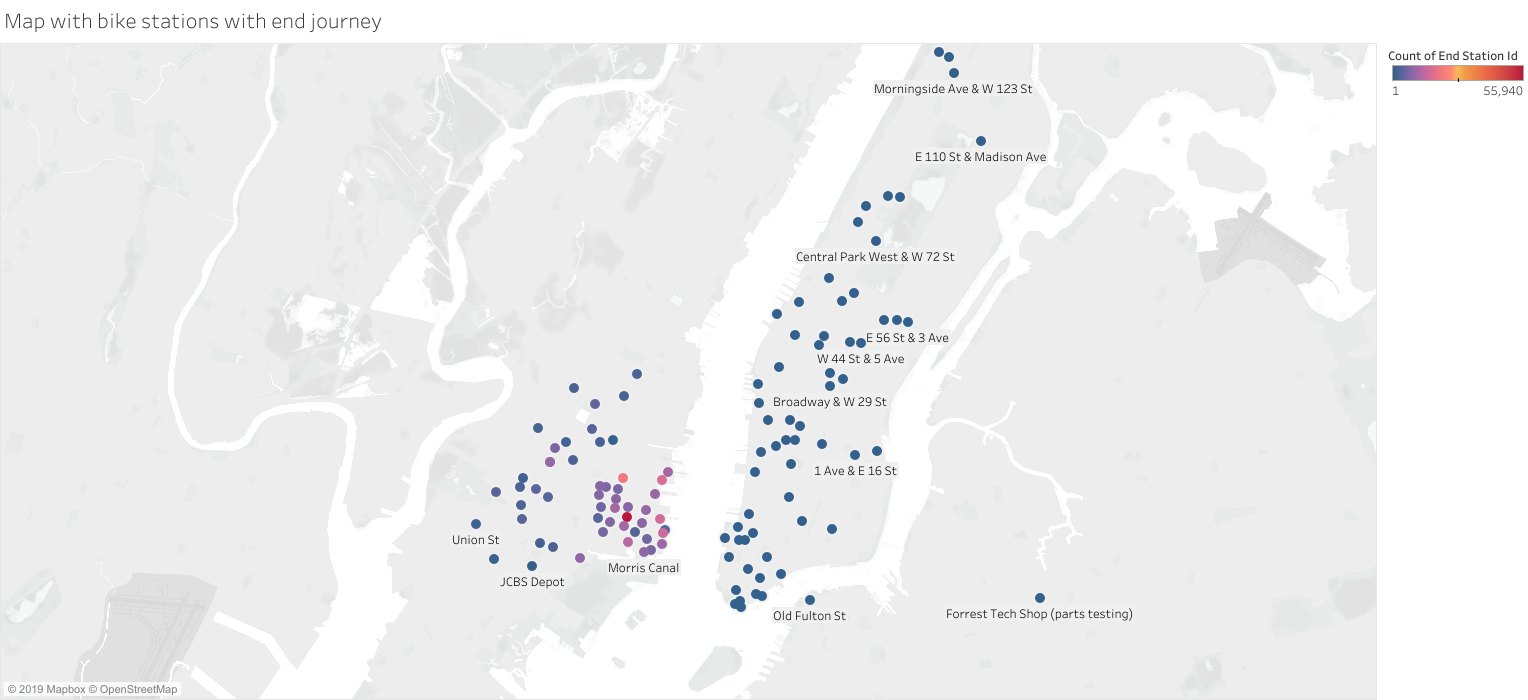 Map with bike stations with end journey
Count of End Station Id
1 55,940
Morningside Ave & W 123 St
E 110 St & Madison Ave
Central Park West & W 72 St
E 56 St & 3 Ave
W 44 St & 5 Ave
Broadway & W 29 St
1 Ave & E 16 St
Union St
Morris Canal
JCBS Depot
Old Fulton St
Forrest Tech Shop (parts testing)
© 2019 Mapbox © OpenStreetMap